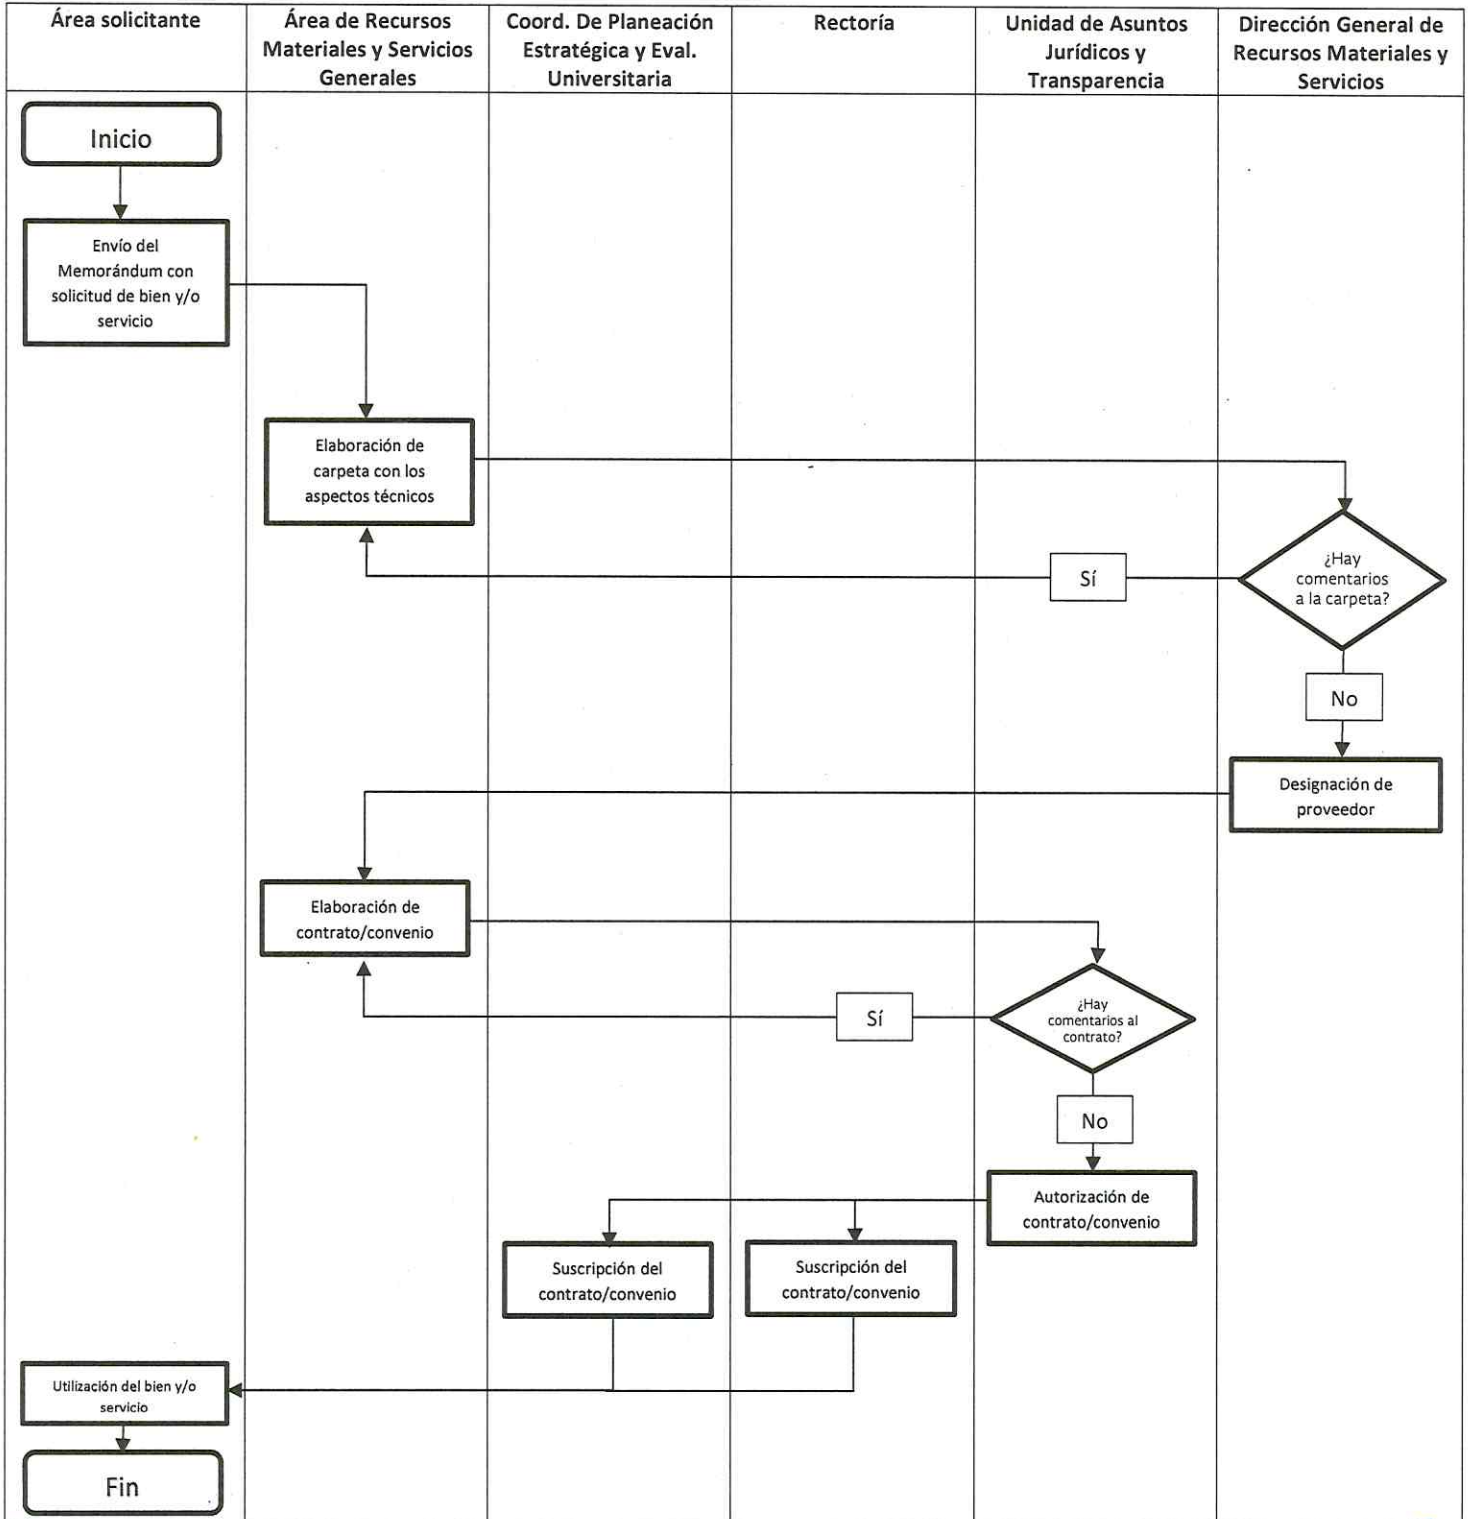 Área solicitante
Área de Recursos
Materiales y Servicios
Generales
Coord. De Planeación
Estratégica y Eval.
Universitaria
Rectoría
Unidad de Asuntos
Jurídicos y
Transparencia
Dirección General de
Recursos Materiales y
Servicios
Inicio
Envío del
Memorándum con
solicitud de bien y/o
servicio
Elaboración de
carpeta con los
aspectos técnicos
¿Hay
comentarios
a la carpeta?
Sí
No
Designación de
proveedor
Elaboración de
contrato/convenio
¿Hay
comentarios al
contrato?
Sí
No
Autorización de
contrato/convenio
Suscripción del
contrato/convenio
Suscripción del
contrato/convenio
Utilización del bien y/o
servicio
Fin